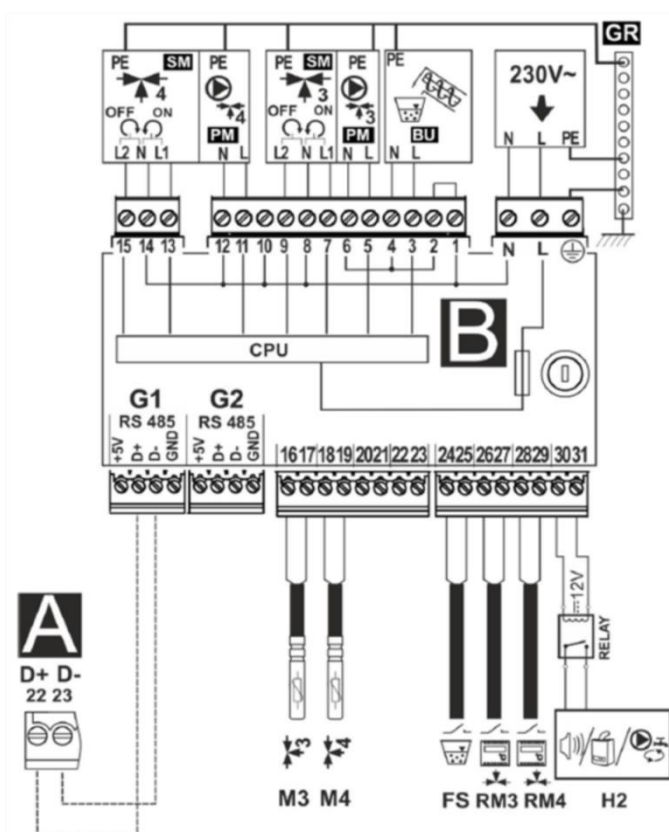 GR
PE SM PE PE SM PE PE
4 4 3 3
OFF ON OFF ON
PM PM BU
L2 N L1 N L L2 N L1 N L N L
230V~
N L PE
15 14 13 12 11 10 9 8 7 6 5 4 3 2 1 N L
CPU
B
G1 G2
RS 485 RS 485
+5V D+ D- GND +5V D+ D- GND
16 17 18 19 20 21 22 23 24 25 26 27 28 29 30 31
12V
RELAY
A
D+ D-
22 23
3 4
M3 M4 FS RM3 RM4 H2